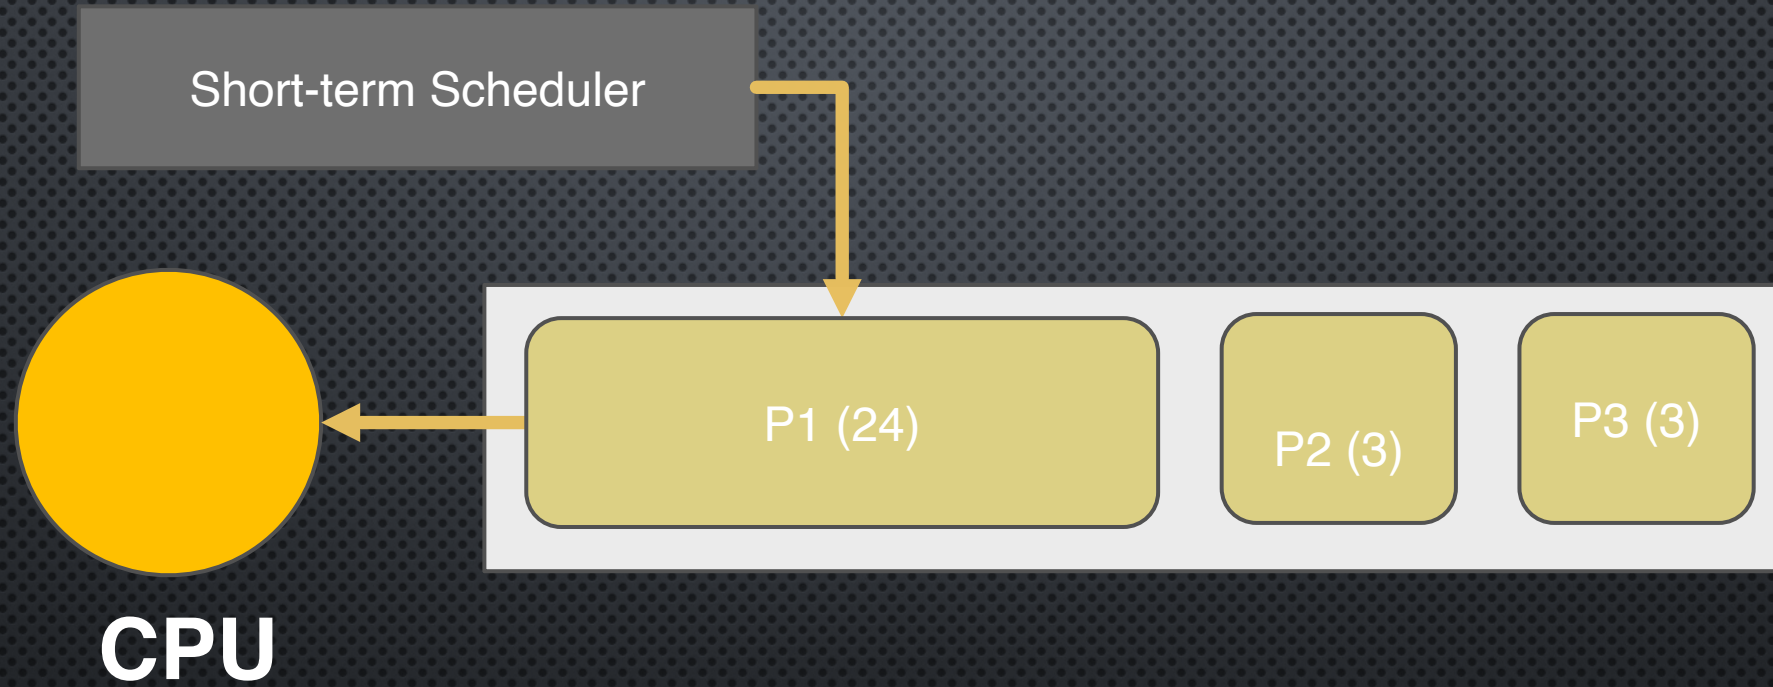 Short-term Scheduler
P1 (24)
P2 (3)
P3 (3)
CPU